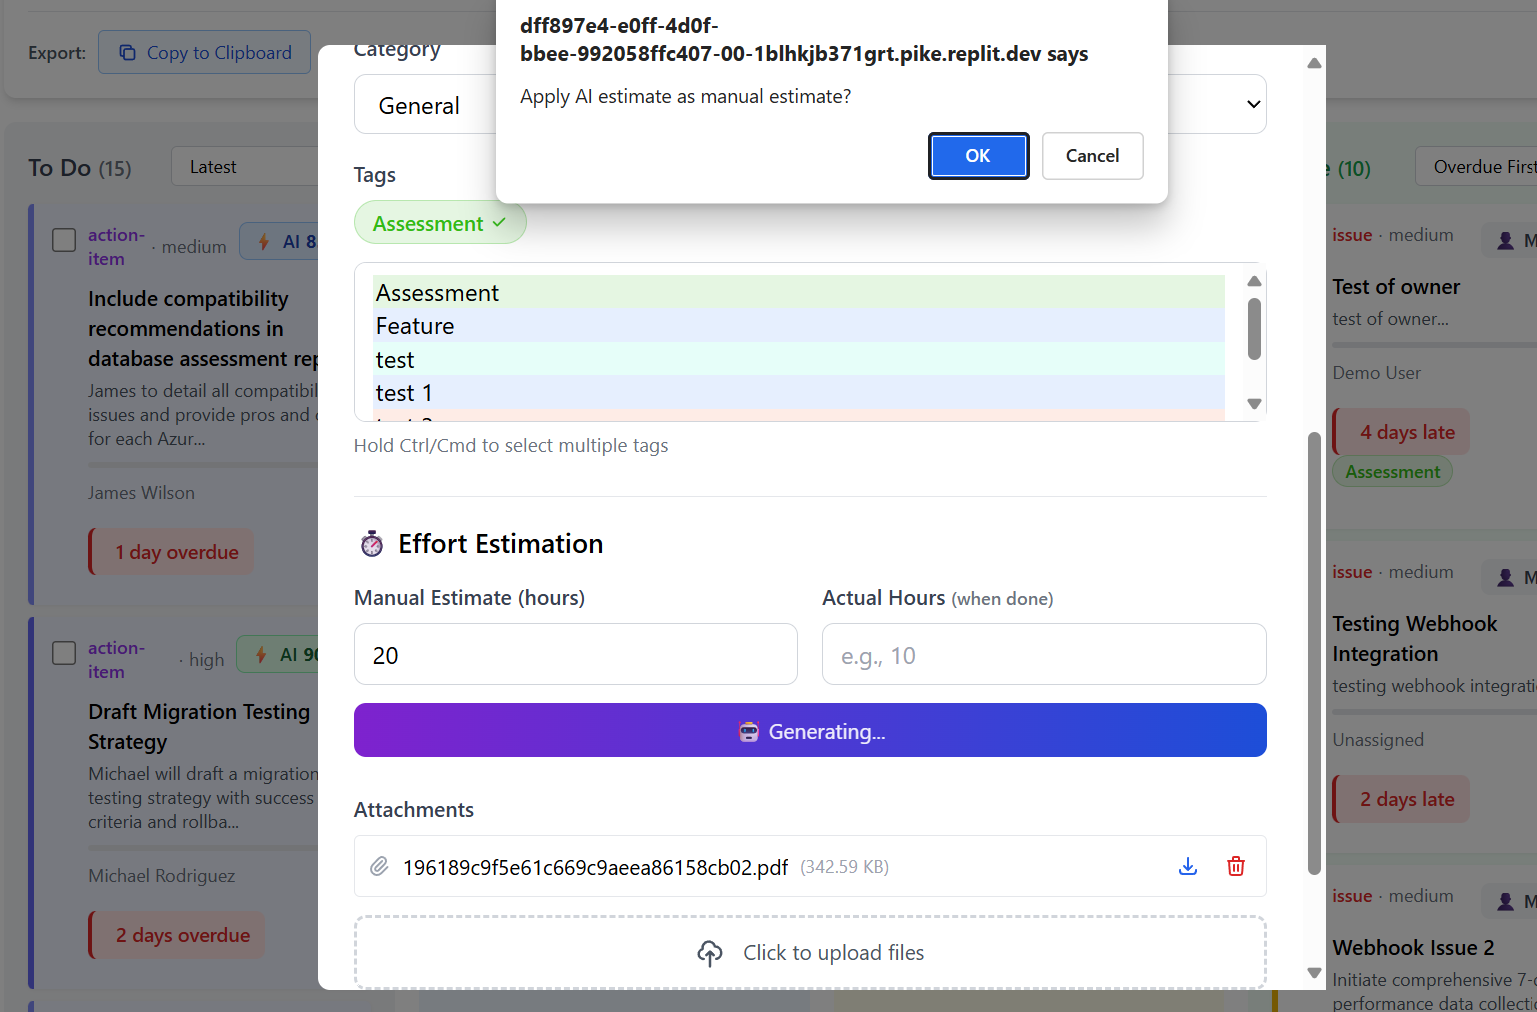 dff897e4-e0ff-4d0f-
bbee-992058ffc407-00-1blhkjb371grt.pike.replit.dev says
Apply AI estimate as manual estimate?
OK
Cancel
Export:
Copy to Clipboard
To Do (15)
Latest
action-
item
· medium
AI 8
Include compatibility
recommendations in
database assessment rep
James to detail all compatibil
issues and provide pros and
for each Azur...
James Wilson
1 day overdue
action-
item
· high
AI 90
Draft Migration Testing
Strategy
Michael will draft a migration
testing strategy with success
criteria and rollba...
Michael Rodriguez
2 days overdue
Category
General
Tags
Assessment ✓
Assessment
Feature
test
test 1
Hold Ctrl/Cmd to select multiple tags
Effort Estimation
Manual Estimate (hours)
20
Actual Hours (when done)
e.g., 10
Generating...
Attachments
196189c9f5e61c669c9aeea86158cb02.pdf (342.59 KB)
Click to upload files
(10)
Overdue First
issue · medium
M
Test of owner
test of owner...
Demo User
4 days late
Assessment
issue · medium
M
Testing Webhook
Integration
testing webhook integrati
Unassigned
2 days late
issue · medium
M
Webhook Issue 2
Initiate comprehensive 7-
performance data collecti